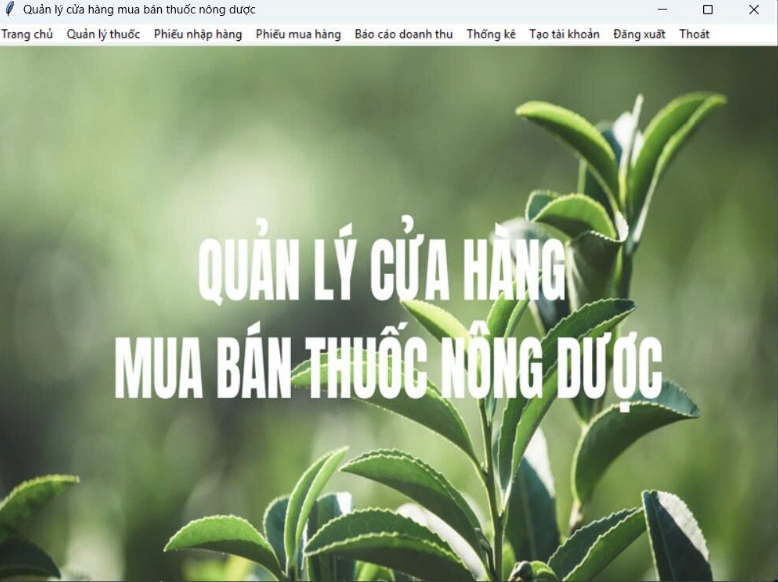 Quản lý cửa hàng mua bán thuốc nông dược
Trang chủ Quản lý thuốc Phiếu nhập hàng Phiếu mua hàng Báo cáo doanh thu Thống kê Tạo tài khoản Đăng xuất Thoát
QUẢN LÝ CỬA HÀNG
MUA BÁN THUỐC NÔNG DƯỢC